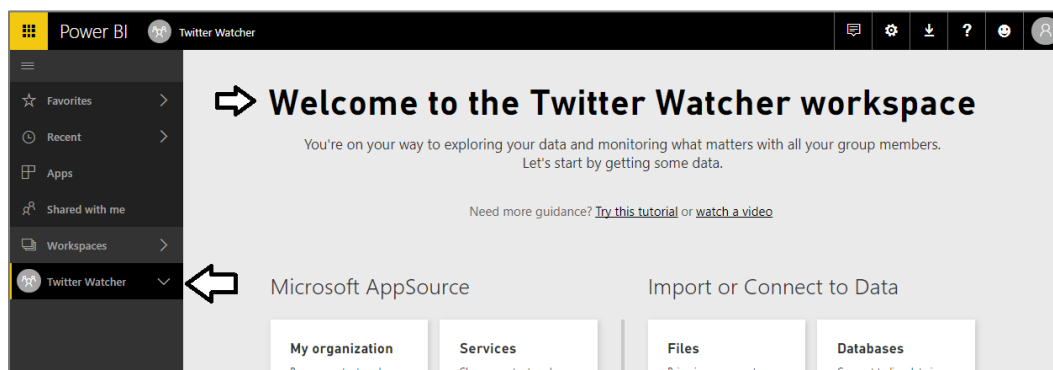 Power BI Twitter Watcher ?
Favorites
Recent
Apps
Shared with me
Workspaces
Twitter Watcher
Welcome to the Twitter Watcher workspace
You're on your way to exploring your data and monitoring what matters with all your group members.
Let's start by getting some data.
Need more guidance? Try this tutorial or watch a video
Microsoft AppSource
My organization
Services
Import or Connect to Data
Files
Databases